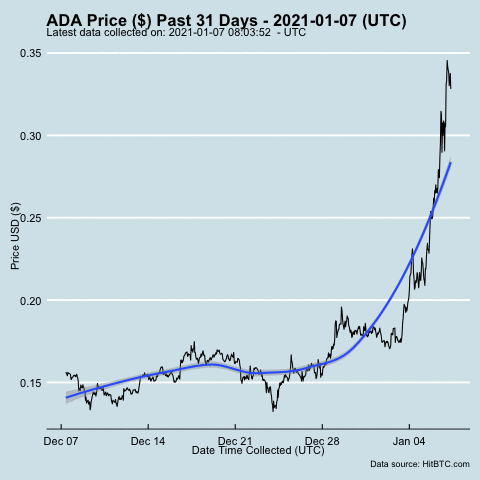 ADA Price ($) Past 31 Days - 2021-01-07 (UTC)
Latest data collected on: 2021-01-07 08:03:52 - UTC
0.35
0.30
0.25
0.20
0.15
Price USD ($)
Dec 07
Dec 14
Dec 21
Dec 28
Jan 04
Date Time Collected (UTC)
Data source: HitBTC.com